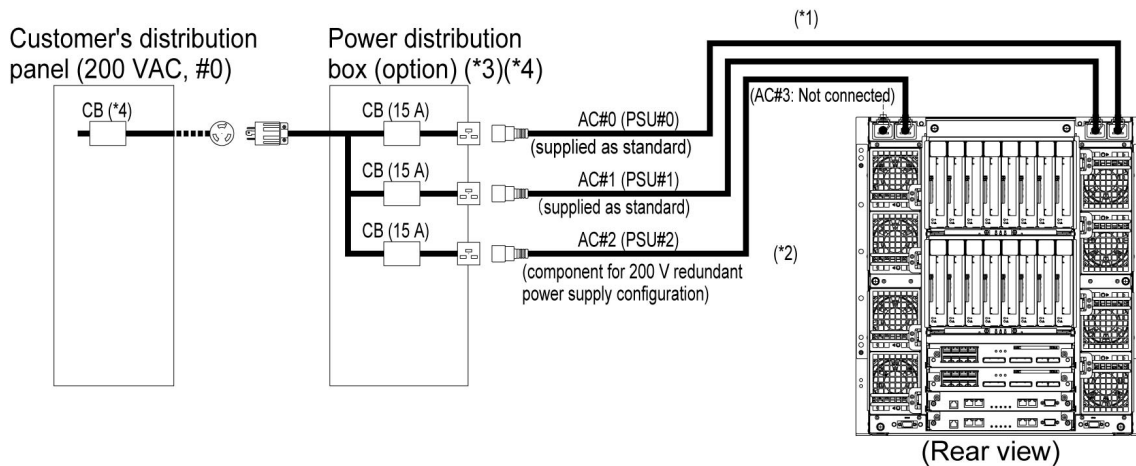 (*1)
Customer's distribution
panel (200 VAC, #0)
Power distribution
box (option) (*3)(*4)
CB (*4)
CB (15 A)
AC#0 (PSU#0)
(supplied as standard)
(AC#3: Not connected)
CB (15 A)
AC#1 (PSU#1)
(supplied as standard)
CB (15 A)
AC#2 (PSU#2)
(*2)
(component for 200 V redundant
power supply configuration)
(Rear view)